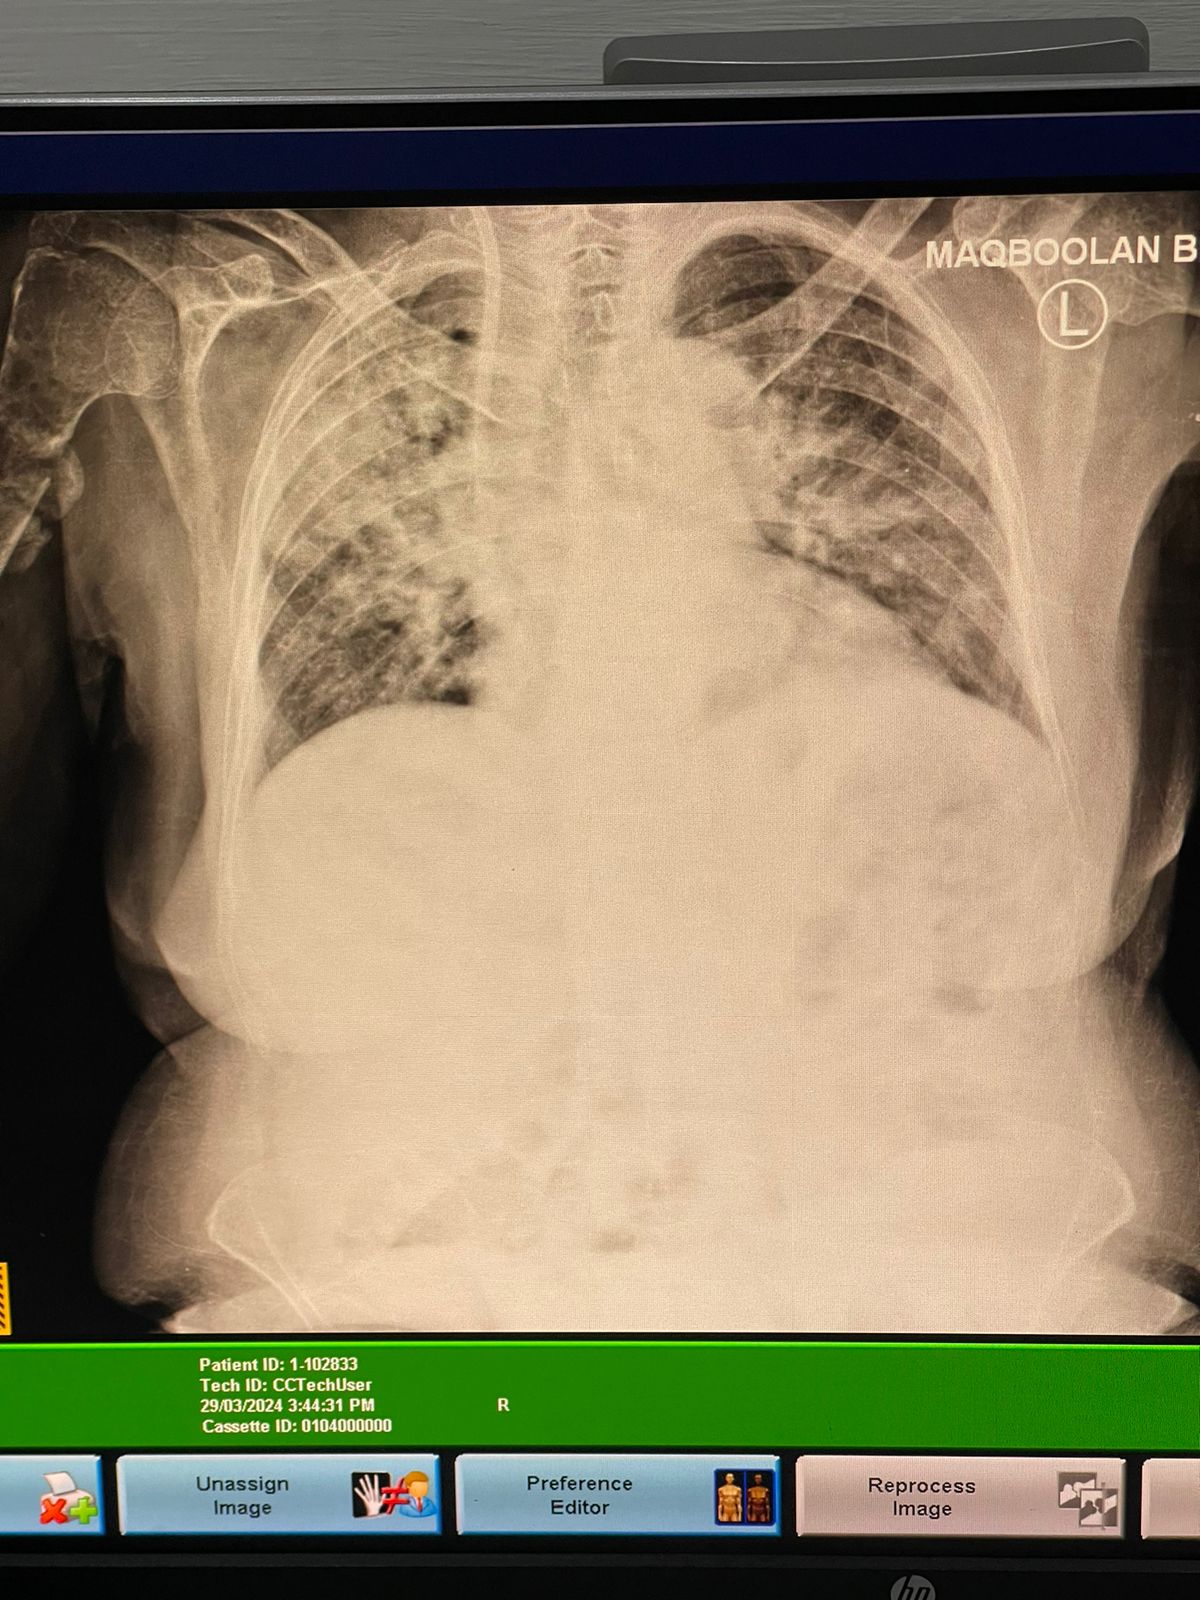 MAQBOOLAN B
L
Patient ID: 1-102833
Tech ID: CCTechUser
29/03/2024 3:44:31 PM
R
Cassette ID: 0104000000
Unassign
Image
Preference
Editor
Reprocess
Image
hp